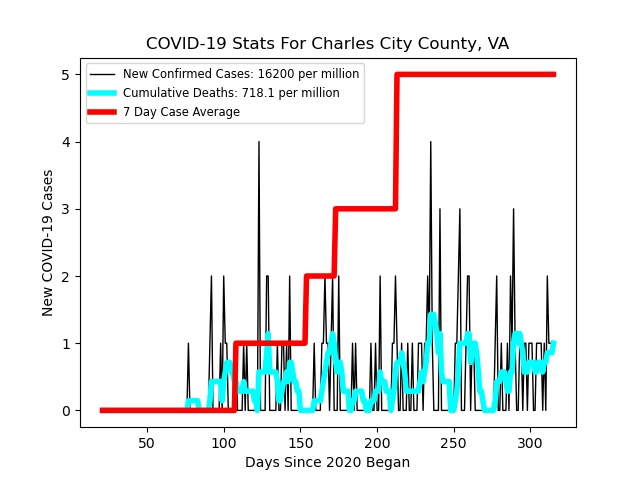 COVID-19 Stats For Charles City County, VA
New Confirmed Cases: 16200 per million
Cumulative Deaths: 718.1 per million
7 Day Case Average
New COVID-19 Cases
5
4
3
2
1
0
50 100 150 200 250 300
Days Since 2020 Began